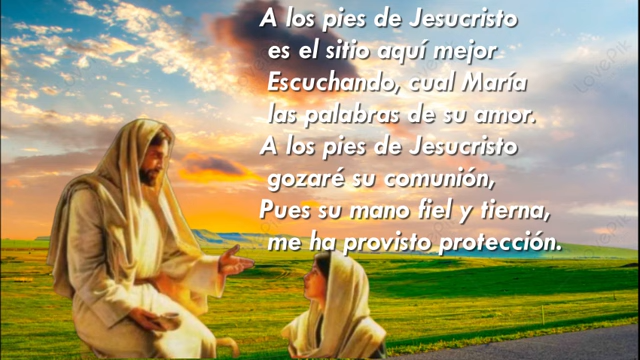 A los pies de Jesucristo
es el sitio aquí mejor
Escuchando, cual María
las palabras de su amor.
A los pies de Jesucristo
gozaré su comunión,
Pues su mano fiel y tierna,
me ha provisto protección.
LovePik